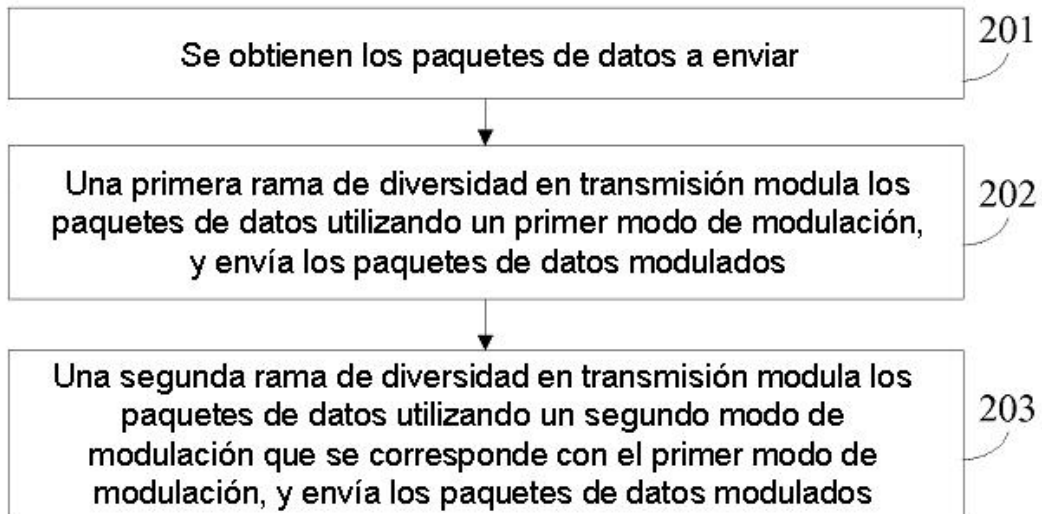 Se obtienen los paquetes de datos a enviar
201
Una primera rama de diversidad en transmisión modula los
paquetes de datos utilizando un primer modo de modulación,
y envía los paquetes de datos modulados
202
Una segunda rama de diversidad en transmisión modula los
paquetes de datos utilizando un segundo modo de
modulación que se corresponde con el primer modo de
modulación, y envía los paquetes de datos modulados
203